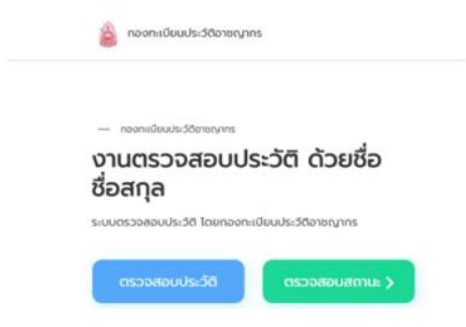 กองทะเบียนประวัติอาชญากร
— กองทะเบียนประวัติอาชญากร
งานตรวจสอบประวัติ ด้วยชื่อ
ชื่อสกุล
ระบบตรวจสอบประวัติ โดยกองทะเบียนประวัติอาชญากร
ตรวจสอบประวัติ
ตรวจสอบสถานะ >